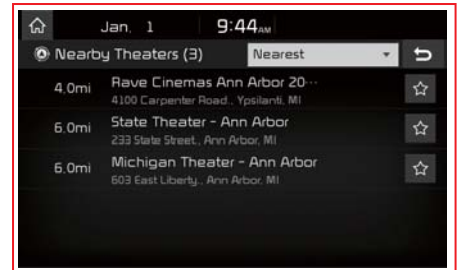 Jan. 1 9:44AM
Nearby Theaters (3) Nearest
4.0mi Rave Cinemas Ann Arbor 20...
4100 Carpenter Road., Ypsilanti, MI
6.0mi State Theater - Ann Arbor
233 State Street., Ann Arbor, MI
6.0mi Michigan Theater - Ann Arbor
603 East Liberty., Ann Arbor, MI